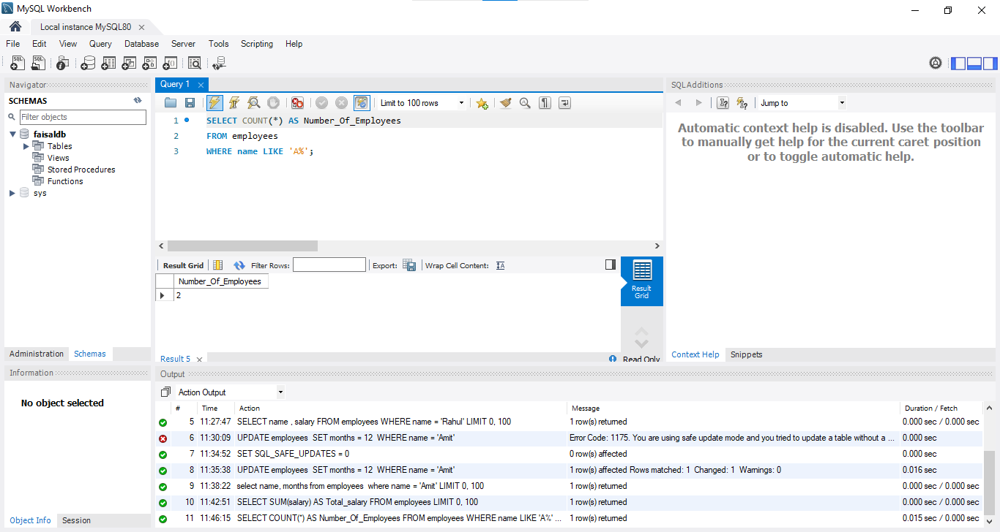 MySQL Workbench
Local instance MySQL80
File Edit View Query Database Server Tools Scripting Help
Navigator
SCHEMAS
Filter objects
faisaldb
Tables
Views
Stored Procedures
Functions
sys
Administration Schemas
Information
No object selected
Object Info Session
Query 1
Limit to 100 rows
1 SELECT COUNT(*) AS Number_Of_Employees
2 FROM employees
3 WHERE name LIKE 'A%';
Result Grid Filter Rows: Export: Wrap Cell Content:
Number_Of_Employees
2
Result Grid
Result 5 Read Only
SQLAdditions
Jump to
Automatic context help is disabled. Use the toolbar
to manually get help for the current caret position
or to toggle automatic help.
Context Help Snippets
Output
Action Output
# Time Action Message Duration / Fetch
5 11:27:47 SELECT name , salary FROM employees WHERE name = 'Rahul' LIMIT 0, 100 1 row(s) returned 0.000 sec / 0.000 sec
6 11:30:09 UPDATE employees SET months = 12 WHERE name = 'Amit' Error Code: 1175. You are using safe update mode and you tried to update a table without a ... 0.000 sec
7 11:34:52 SET SQL_SAFE_UPDATES = 0 0 row(s) affected 0.000 sec
8 11:35:38 UPDATE employees SET months = 12 WHERE name = 'Amit' 1 row(s) affected Rows matched: 1 Changed: 1 Warnings: 0 0.016 sec
9 11:38:22 select name, months from employees where name = 'Amit' LIMIT 0, 100 1 row(s) returned 0.000 sec / 0.000 sec
10 11:42:51 SELECT SUM(salary) AS Total_salary FROM employees LIMIT 0, 100 1 row(s) returned 0.000 sec / 0.000 sec
11 11:46:15 SELECT COUNT(*) AS Number_Of_Employees FROM employees WHERE name LIKE 'A%' ... 1 row(s) returned 0.015 sec / 0.000 sec